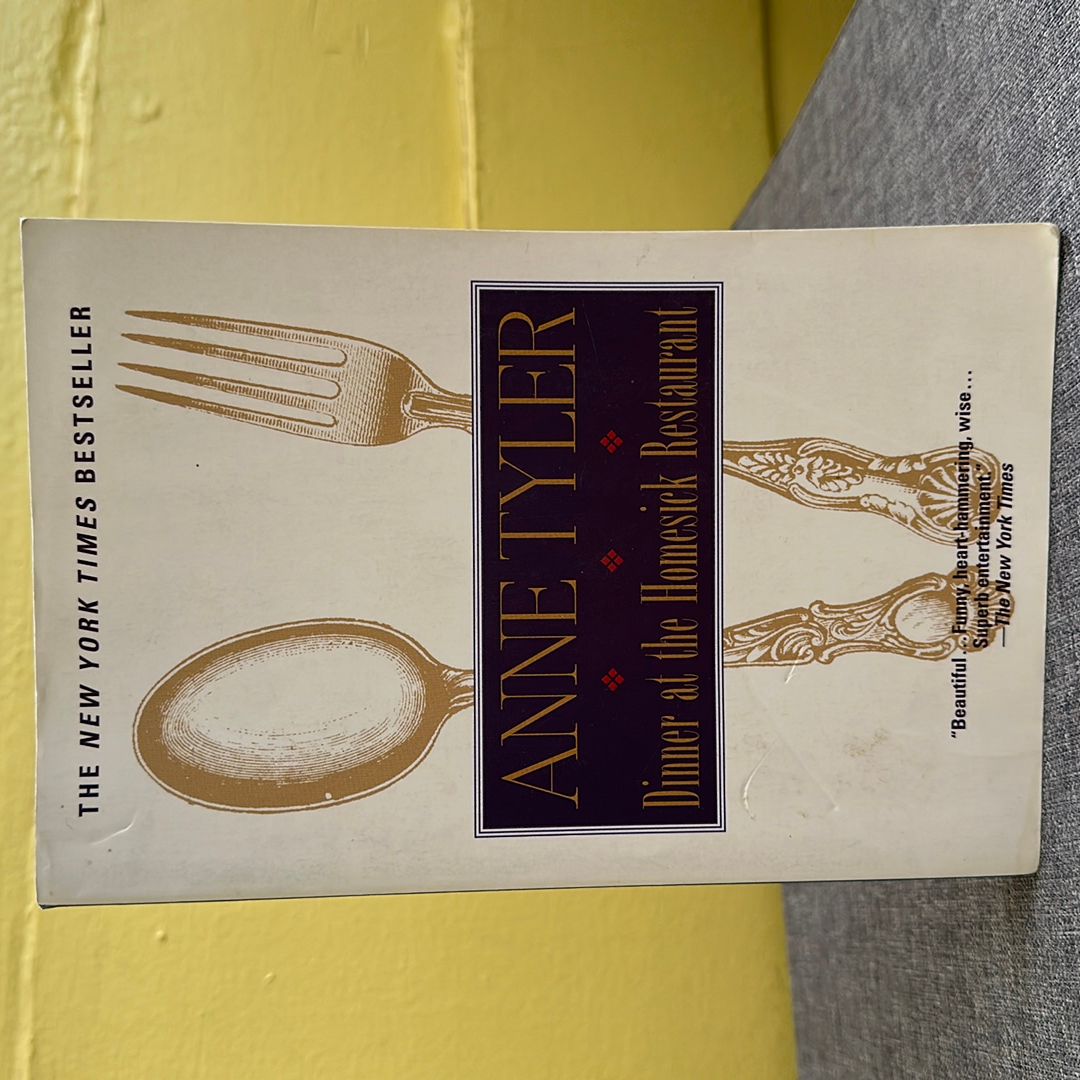 THE NEW YORK TIMES BESTSELLER
ANNE TYLER
Dinner at the Homesick Restaurant
"Beautiful ... Funny, heart-hammering, wise ...
Superb entertainment."
—The New York Times